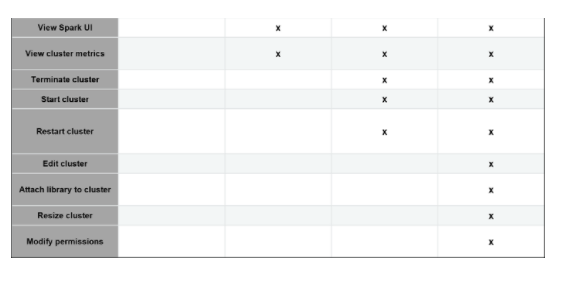 View Spark UI x x x
View cluster metrics x x x
Terminate cluster x x
Start cluster x x
Restart cluster x x
Edit cluster x
Attach library to cluster x
Resize cluster x
Modify permissions x